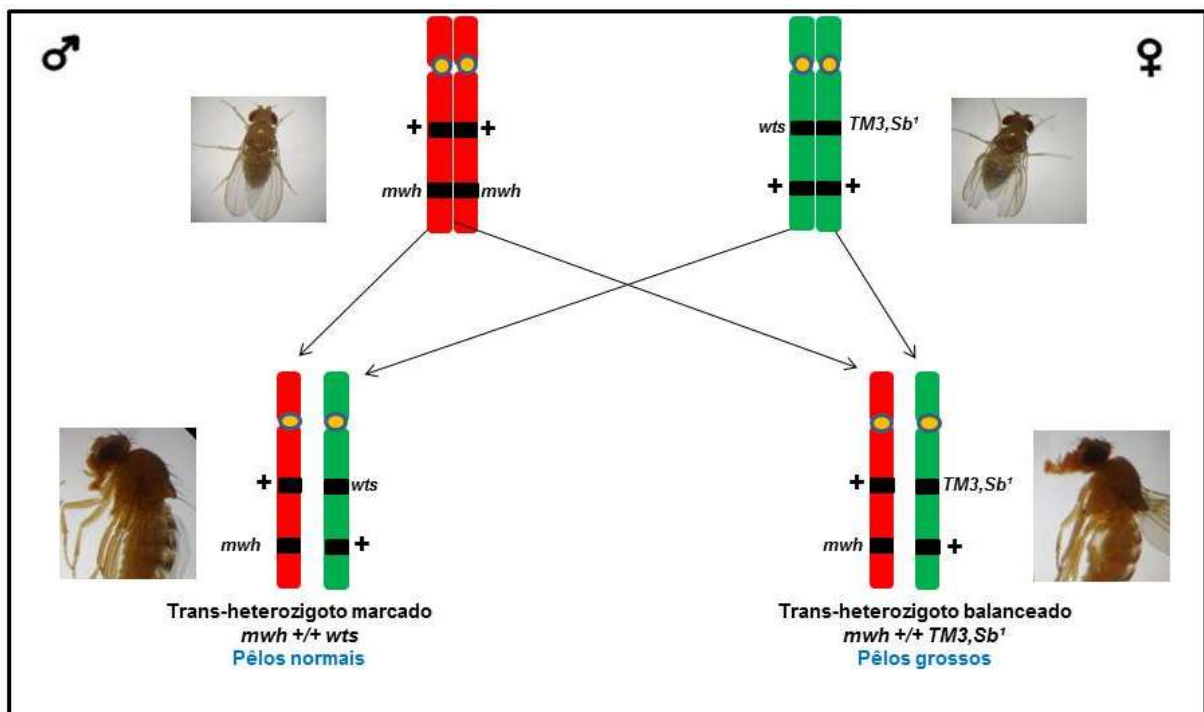 ♂
♀
+ +
mwh mwh
wts TM3,Sb¹
+ +
+ wts
mwh +
+ TM3,Sb¹
mwh +
Trans-heterozigoto marcado
mwh +/+ wts
Pêlos normais
Trans-heterozigoto balanceado
mwh +/+ TM3,Sb¹
Pêlos grossos